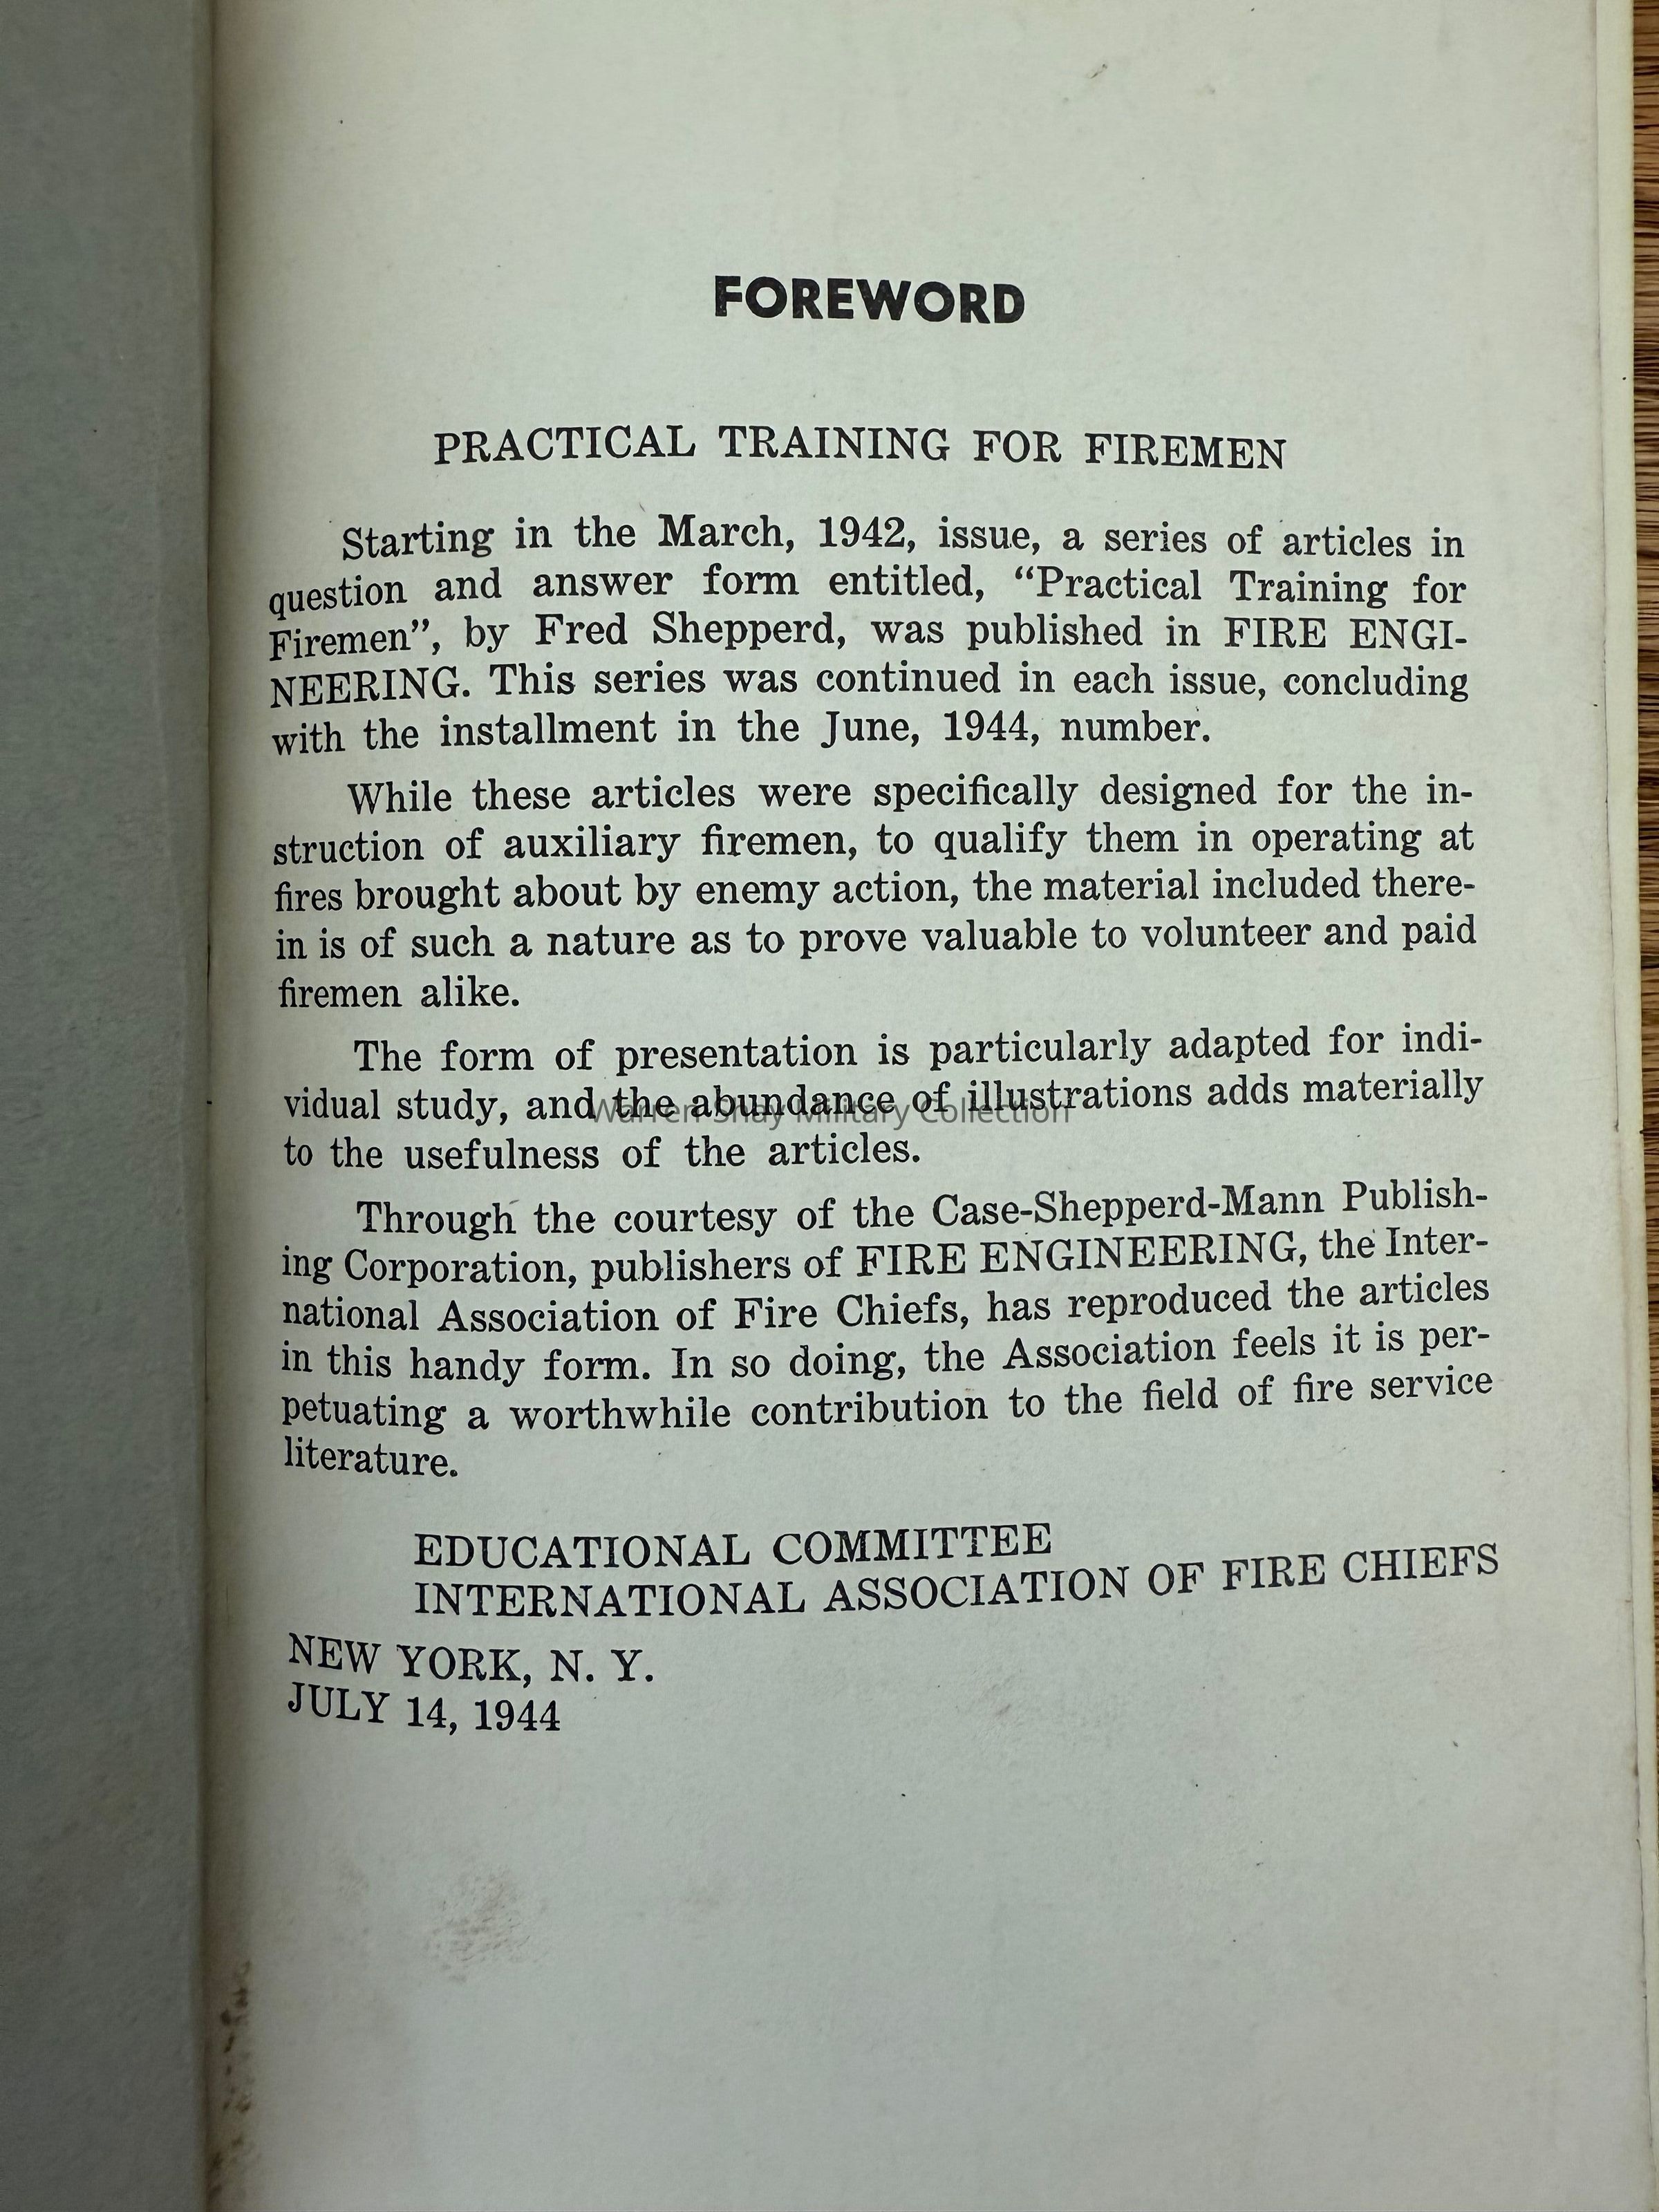 FOREWORD
PRACTICAL TRAINING FOR FIREMEN
Starting in the March, 1942, issue, a series of articles in
question and answer form entitled, “Practical Training for
Firemen”, by Fred Shepperd, was published in FIRE ENGI-
NEERING. This series was continued in each issue, concluding
with the installment in the June, 1944, number.
While these articles were specifically designed for the in-
struction of auxiliary firemen, to qualify them in operating at
fires brought about by enemy action, the material included there-
in is of such a nature as to prove valuable to volunteer and paid
firemen alike.
The form of presentation is particularly adapted for indi-
vidual study, and the abundance of illustrations adds materially
Warren Shay Military Collection
to the usefulness of the articles.
Through the courtesy of the Case-Shepperd-Mann Publish-
ing Corporation, publishers of FIRE ENGINEERING, the Inter-
national Association of Fire Chiefs, has reproduced the articles
in this handy form. In so doing, the Association feels it is per-
petuating a worthwhile contribution to the field of fire service
literature.
EDUCATIONAL COMMITTEE
INTERNATIONAL ASSOCIATION OF FIRE CHIEFS
NEW YORK, N. Y.
JULY 14, 1944